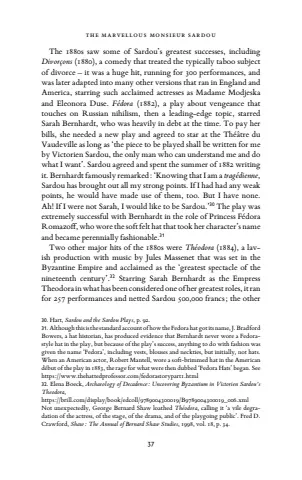 THE MARVELLOUS MONSIEUR SARDOU
The 1880s saw some of Sardou's greatest successes, including
Divorçons (1880), a comedy that treated the typically taboo subject
of divorce – it was a huge hit, running for 300 performances, and
was later adapted into many other versions that ran in England and
America, starring such acclaimed actresses as Madame Modjeska
and Eleonora Duse. Fédora (1882), a play about vengeance that
touches on Russian nihilism, then a leading-edge topic, starred
Sarah Bernhardt, who was heavily in debt at the time. To pay her
bills, she needed a new play and agreed to star at the Théâtre du
Vaudeville as long as 'the piece to be played shall be written for me
by Victorien Sardou, the only man who can understand me and do
what I want'. Sardou agreed and spent the summer of 1882 writing
it. Bernhardt famously remarked: 'Knowing that I am a tragédienne,
Sardou has brought out all my strong points. If I had had any weak
points, he would have made use of them, too. But I have none.
Ah! If I were not Sarah, I would like to be Sardou.'30 The play was
extremely successful with Bernhardt in the role of Princess Fédora
Romazoff, who wore the soft felt hat that took her character's name
and became perennially fashionable.31
Two other major hits of the 1880s were Théodora (1884), a lav-
ish production with music by Jules Massenet that was set in the
Byzantine Empire and acclaimed as the 'greatest spectacle of the
nineteenth century'.32 Starring Sarah Bernhardt as the Empress
Theodora in what has been considered one of her greatest roles, it ran
for 257 performances and netted Sardou 500,000 francs; the other
30. Hart, Sardou and the Sardou Plays, p. 92.
31. Although this is the standard account of how the Fedora hat got its name, J. Bradford
Bowers, a hat historian, has produced evidence that Bernhardt never wore a Fedora-
style hat in the play, but because of the play's success, anything to do with fashion was
given the name 'Fedora', including vests, blouses and neckties, but initially, not hats.
When an American actor, Robert Mantell, wore a soft-brimmed hat in the American
début of the play in 1883, the rage for what were then dubbed 'Fedora Hats' began. See
https://www.thehattedprofessor.com/fedorastorypart1.html
32. Elena Boeck, Archaeology of Decadence: Uncovering Byzantium in Victorien Sardou's
Theodora,
https://brill.com/display/book/edcoll/9789004300019/B9789004300019_006.xml
Not unexpectedly, George Bernard Shaw loathed Théodora, calling it 'a vile degra-
dation of the actress, of the stage, of the drama, and of the playgoing public'. Fred D.
Crawford, Shaw: The Annual of Bernard Shaw Studies, 1998, vol. 18, p. 54.
37